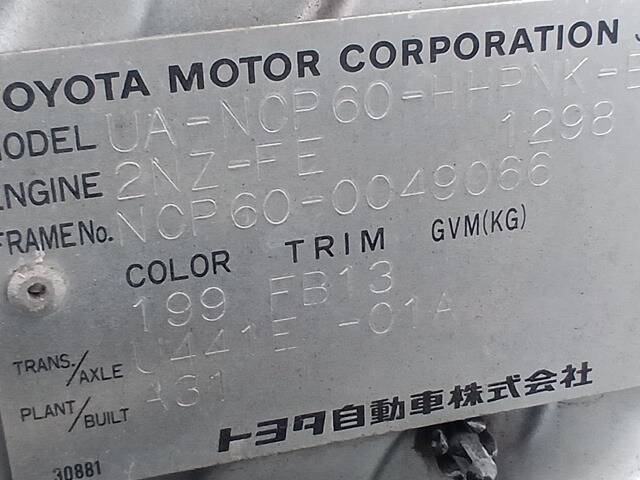 TOYOTA MOTOR CORPORATION J
MODEL UA-NCP60-HHPNK-
ENGINE 2NZ-FE 1298
FRAME No. NCP60-0049066
COLOR TRIM GVM(KG)
199 FB13
TRANS./AXLE U441E -01A
PLANT/BUILT A31
トヨタ自動車株式会社
30881